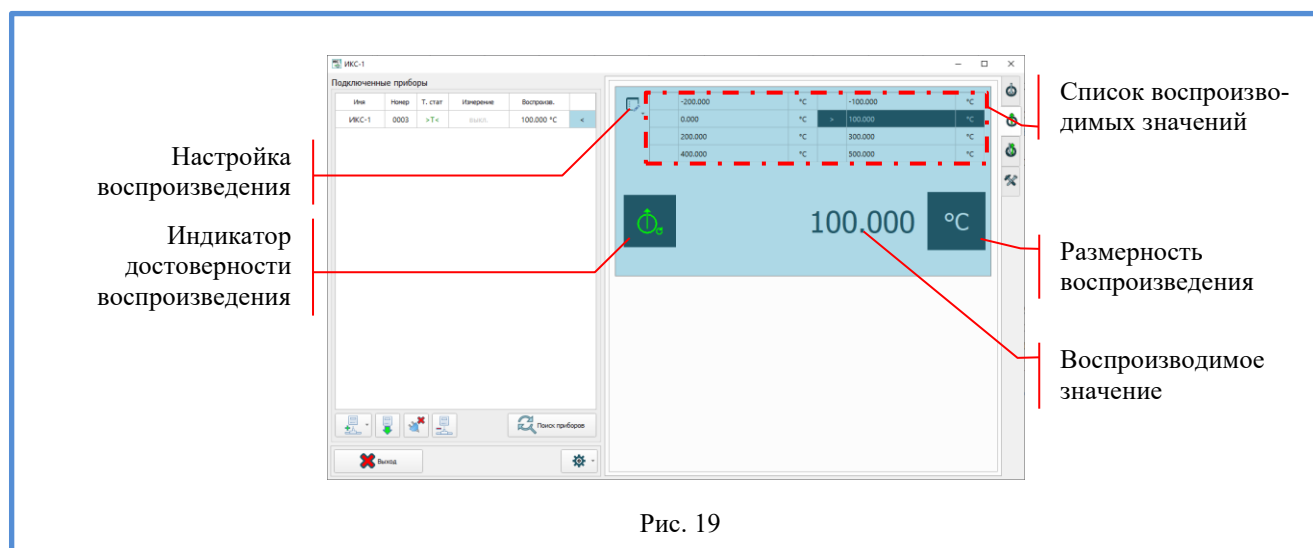 ИКС-1
Подключенные приборы
Имя Номер Т. стат Измерение Воспроизв.
ИКС-1 0003 >T< выкл. 100.000 °C <
-200.000 °C -100.000 °C
0.000 °C > 100.000 °C
200.000 °C 300.000 °C
400.000 °C 500.000 °C
100.000 °C
Поиск приборов
Выход
Настройка
воспроизведения
Индикатор
достоверности
воспроизведения
Список воспроизво-
димых значений
Размерность
воспроизведения
Воспроизводимое
значение
Рис. 19